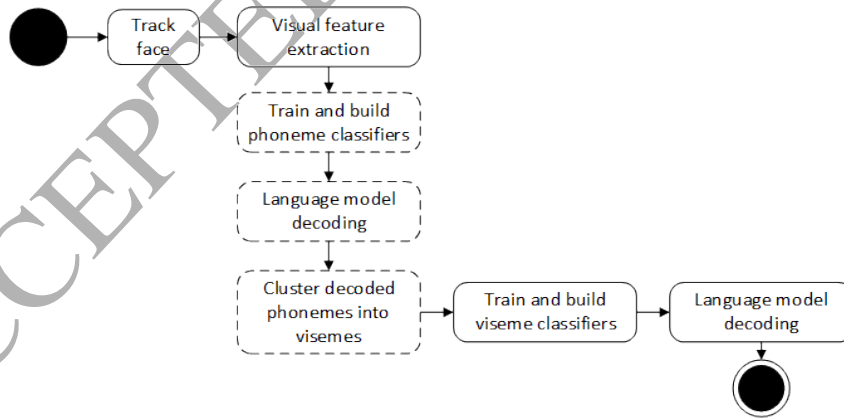 Track
face
Visual feature
extraction
Train and build
phoneme classifiers
Language model
decoding
Cluster decoded
phonemes into
visemes
Train and build
viseme classifiers
Language model
decoding
CCEPTE